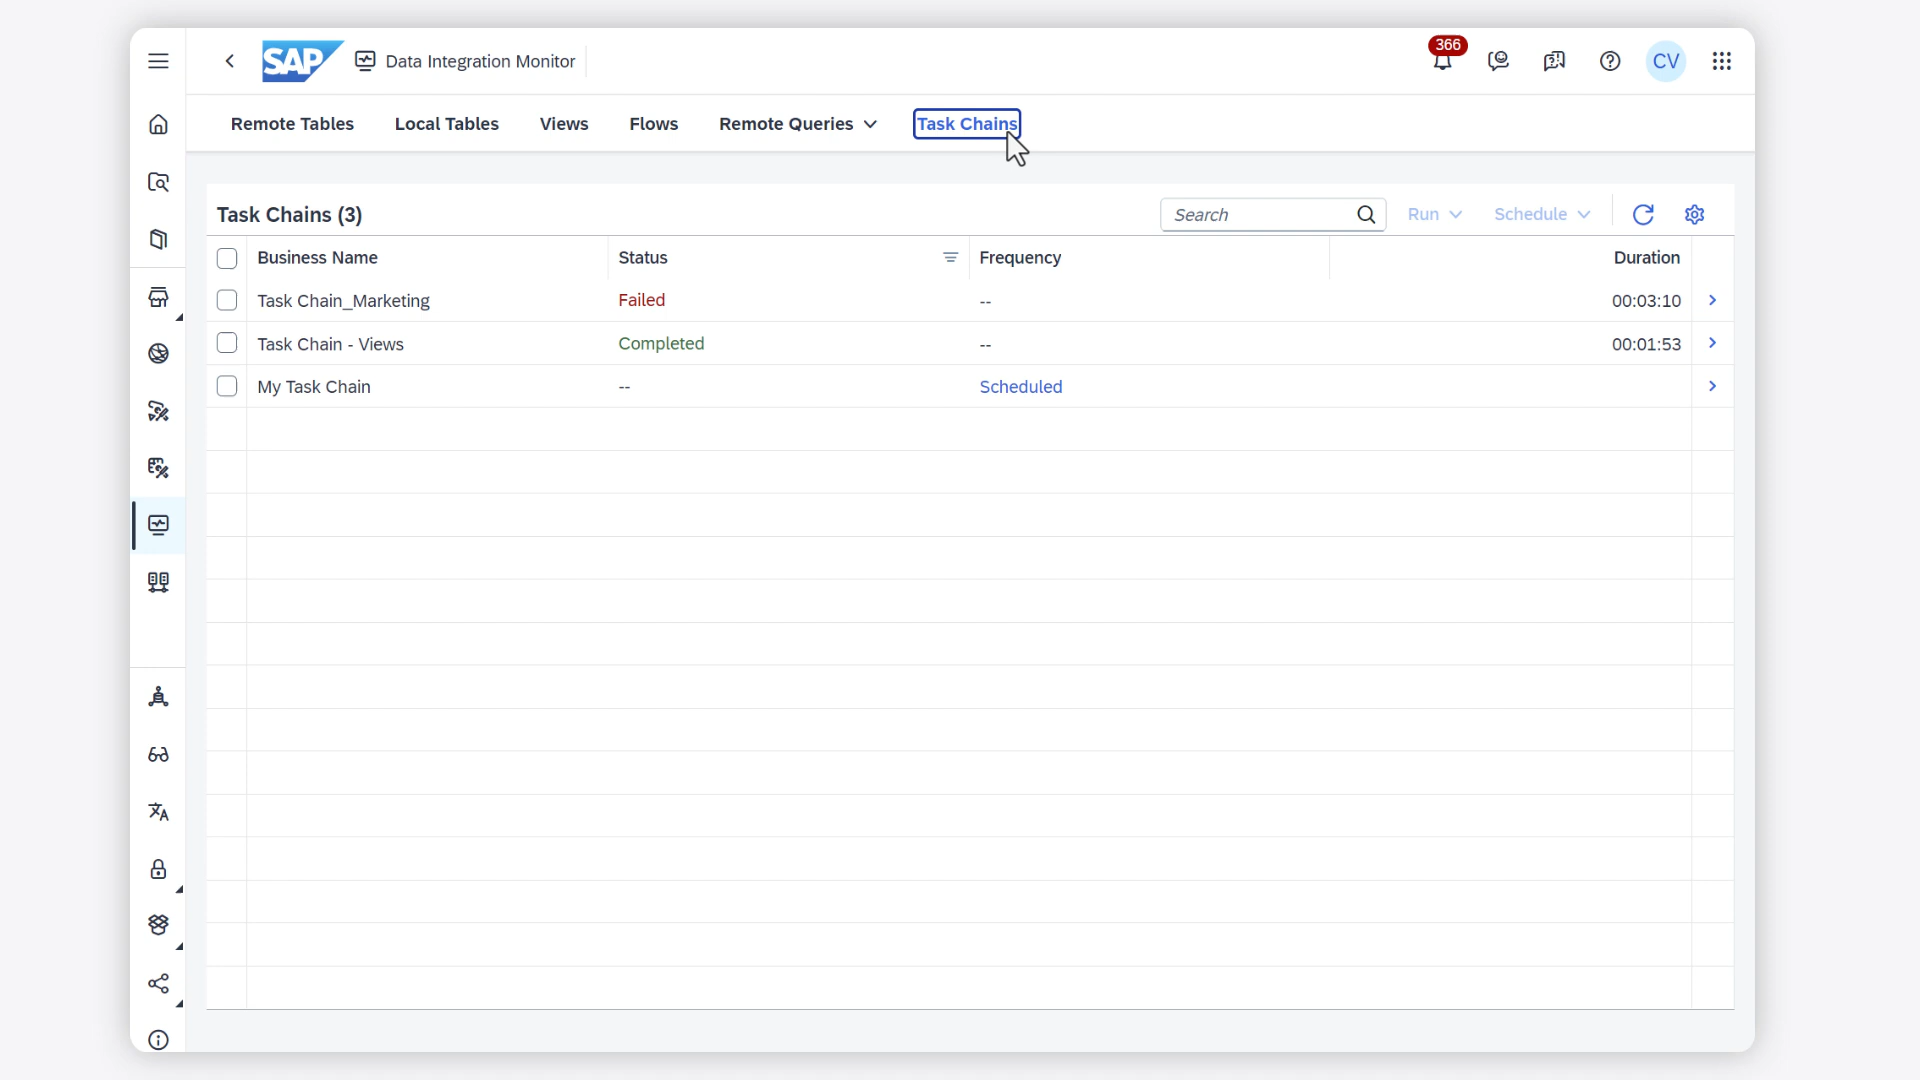 SAP Data Integration Monitor 366 CV
Remote Tables Local Tables Views Flows Remote Queries Task Chains
Task Chains (3) Search Run Schedule
Business Name Status Frequency Duration
Task Chain_Marketing Failed -- 00:03:10
Task Chain - Views Completed -- 00:01:53
My Task Chain -- Scheduled